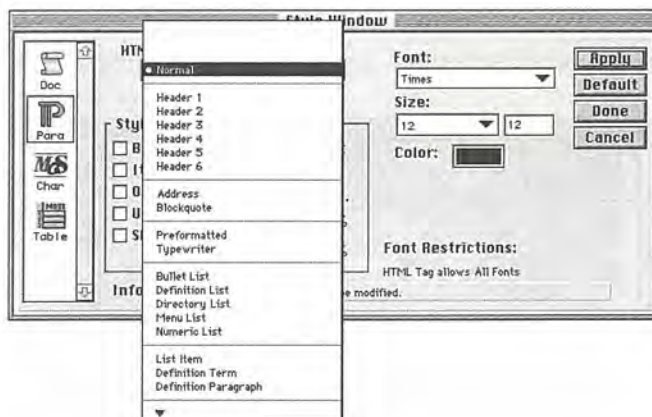 Style Window
Doc
Para
Char
Table
HTM
Normal
Header 1
Header 2
Header 3
Header 4
Header 5
Header 6
Address
Blockquote
Preformatted
Typewriter
Bullet List
Definition List
Directory List
Menu List
Numeric List
List Item
Definition Term
Definition Paragraph
Styl
B
It
O
U
Info
be modified.
Font:
Times
Size:
12
12
Color:
Font Restrictions:
HTML Tag allows All Fonts
Apply
Default
Done
Cancel